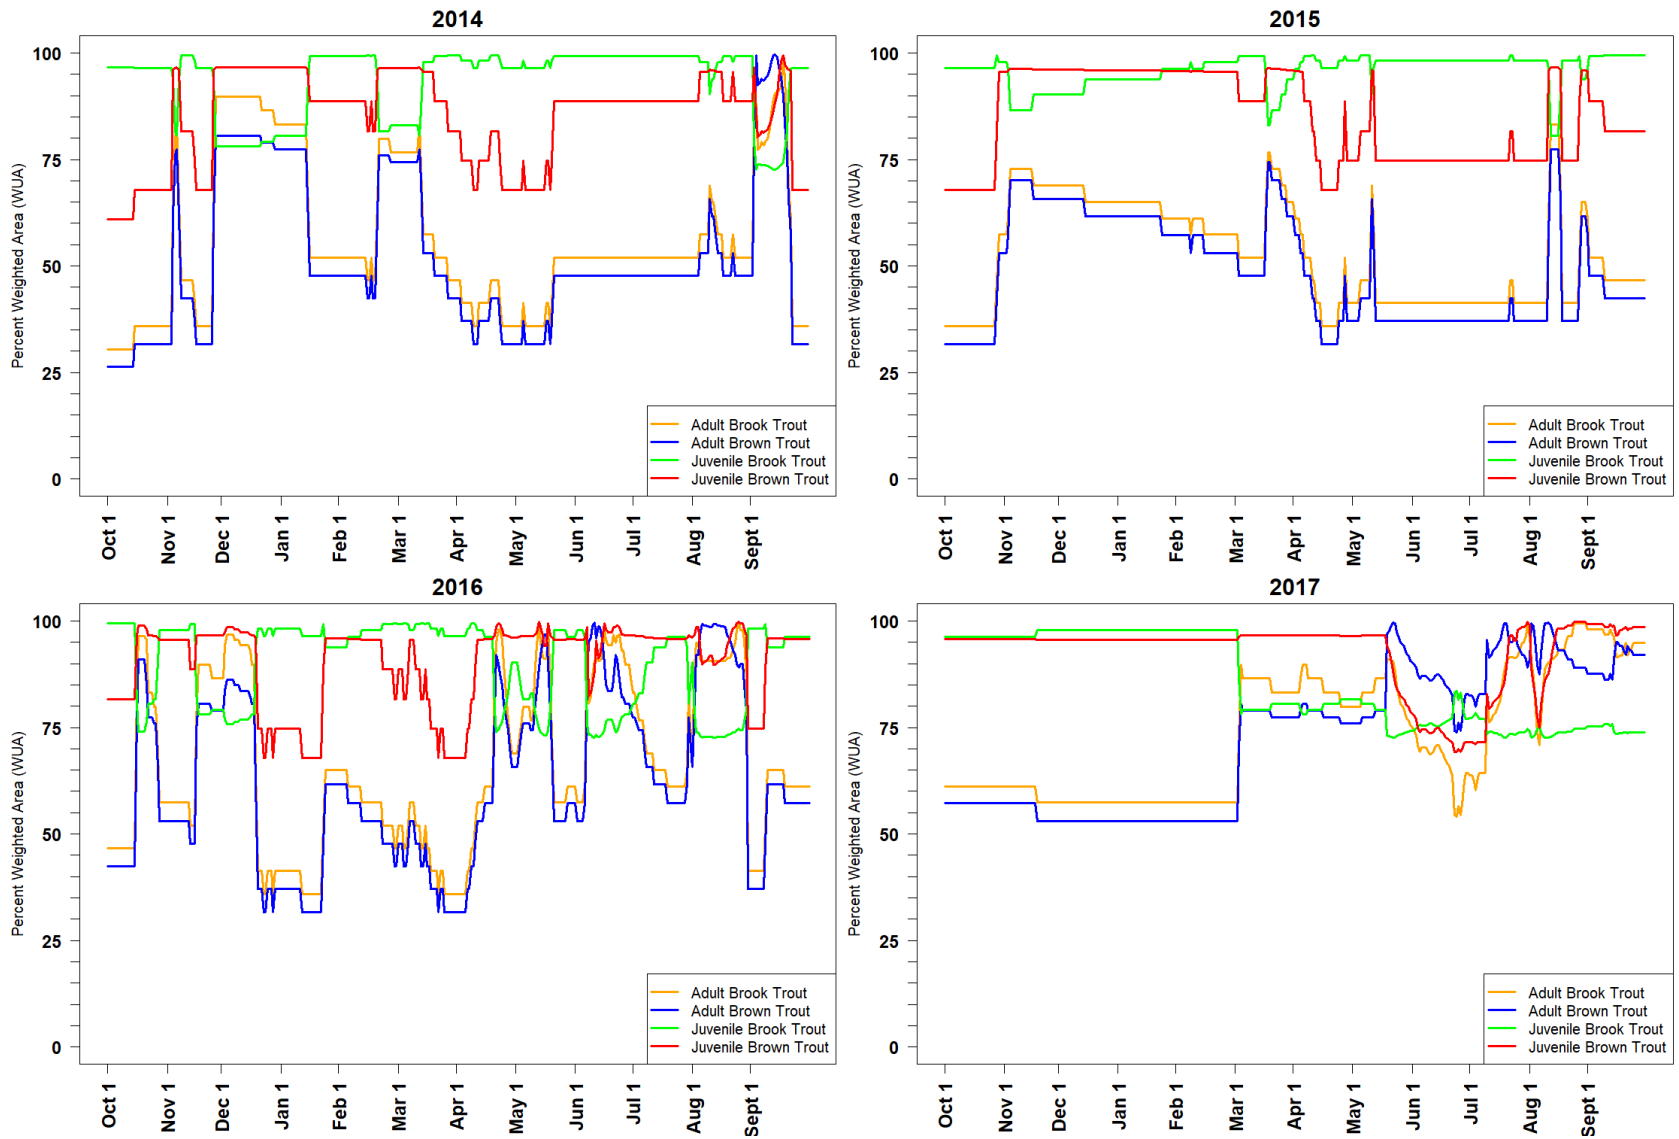 2014
Percent Weighted Area (WUA)
100
75
50
25
0
Adult Brook Trout
Adult Brown Trout
Juvenile Brook Trout
Juvenile Brown Trout
Oct 1
Nov 1
Dec 1
Jan 1
Feb 1
Mar 1
Apr 1
May 1
Jun 1
Jul 1
Aug 1
Sept 1
2015
Percent Weighted Area (WUA)
100
75
50
25
0
Adult Brook Trout
Adult Brown Trout
Juvenile Brook Trout
Juvenile Brown Trout
Oct 1
Nov 1
Dec 1
Jan 1
Feb 1
Mar 1
Apr 1
May 1
Jun 1
Jul 1
Aug 1
Sept 1
2016
Percent Weighted Area (WUA)
100
75
50
25
0
Adult Brook Trout
Adult Brown Trout
Juvenile Brook Trout
Juvenile Brown Trout
Oct 1
Nov 1
Dec 1
Jan 1
Feb 1
Mar 1
Apr 1
May 1
Jun 1
Jul 1
Aug 1
Sept 1
2017
Percent Weighted Area (WUA)
100
75
50
25
0
Adult Brook Trout
Adult Brown Trout
Juvenile Brook Trout
Juvenile Brown Trout
Oct 1
Nov 1
Dec 1
Jan 1
Feb 1
Mar 1
Apr 1
May 1
Jun 1
Jul 1
Aug 1
Sept 1